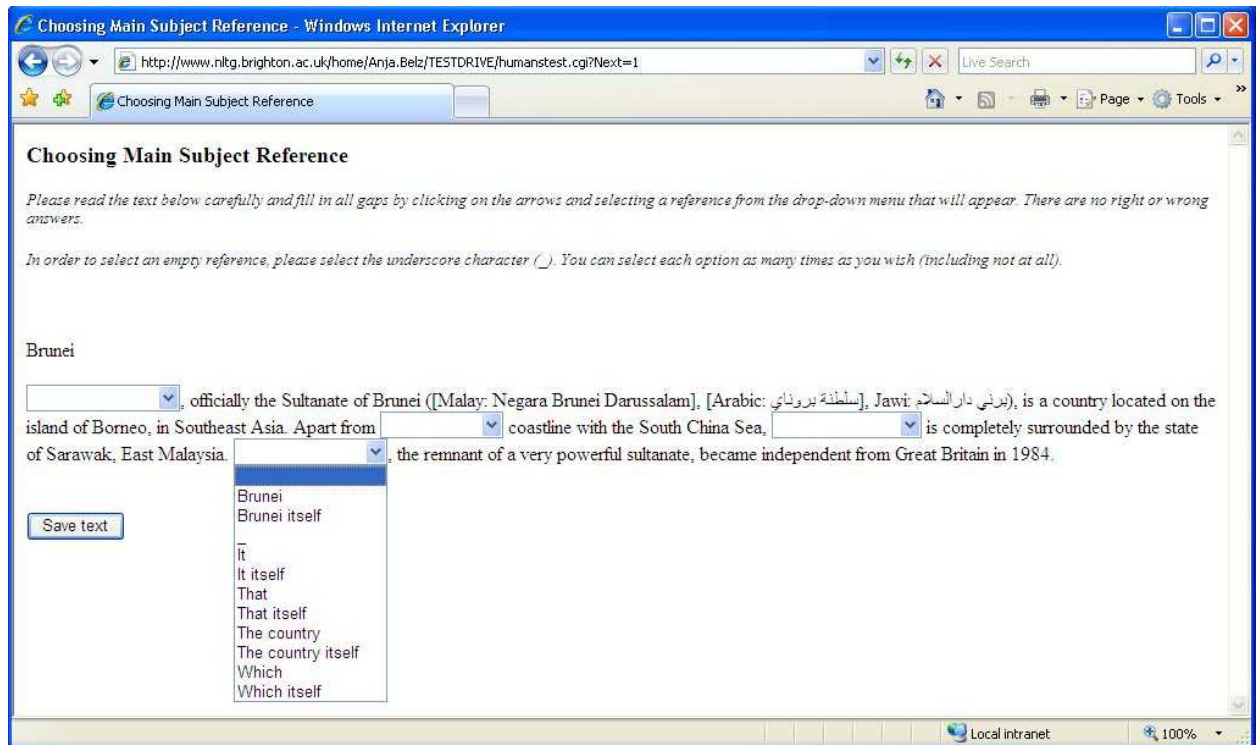 Choosing Main Subject Reference - Windows Internet Explorer
http://www.nltg.brighton.ac.uk/home/Anja.Belz/TESTDRIVE/humanstest.cgi?Next=1
Live Search
Choosing Main Subject Reference
Page
Tools
»
Choosing Main Subject Reference
Please read the text below carefully and fill in all gaps by clicking on the arrows and selecting a reference from the drop-down menu that will appear. There are no right or wrong
answers.
In order to select an empty reference, please select the underscore character (_). You can select each option as many times as you wish (including not at all).
Brunei
, officially the Sultanate of Brunei ([Malay: Negara Brunei Darussalam], [Arabic: سلطنة بروناي], Jawi: برني دارالسلام), is a country located on the
island of Borneo, in Southeast Asia. Apart from coastline with the South China Sea, is completely surrounded by the state
of Sarawak, East Malaysia. , the remnant of a very powerful sultanate, became independent from Great Britain in 1984.
Brunei
Brunei itself
_
It
It itself
That
That itself
The country
The country itself
Which
Which itself
Save text
Local intranet
100%